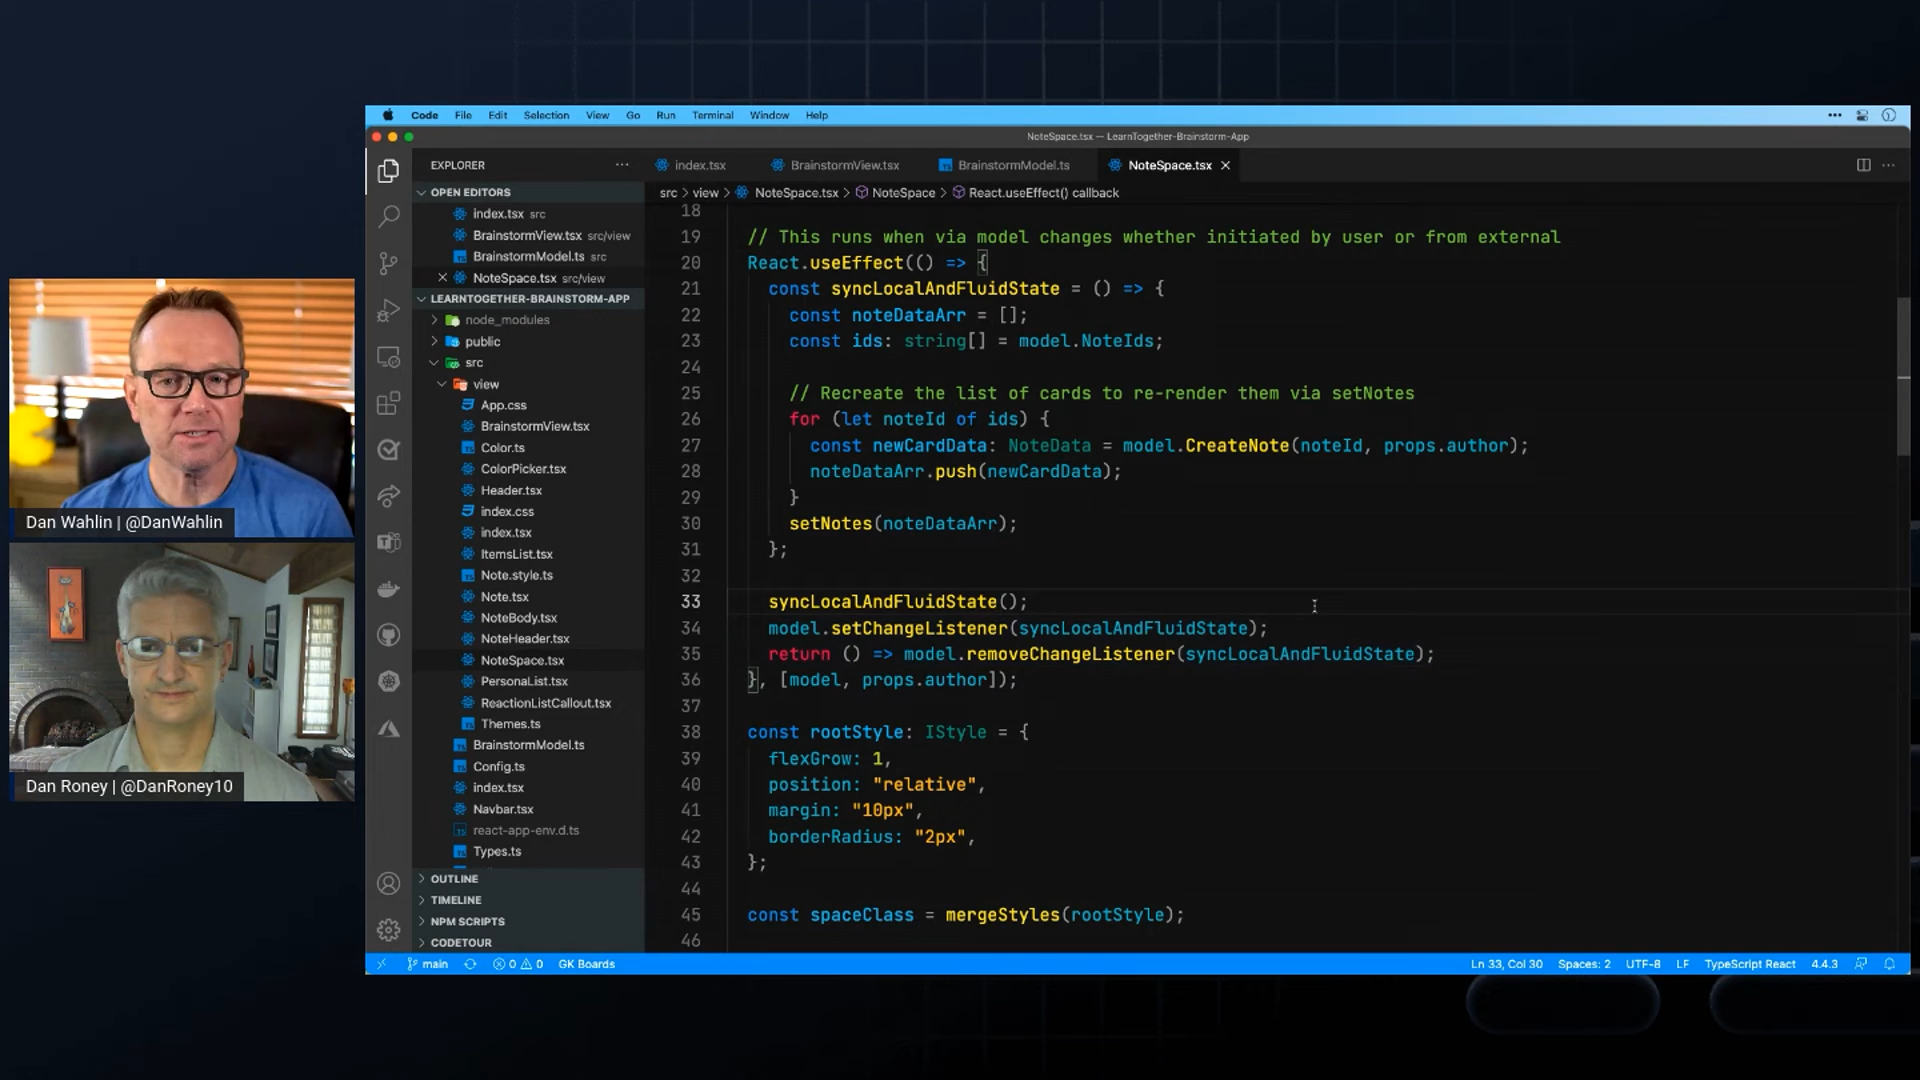 Code File Edit Selection View Go Run Terminal Window Help
NoteSpace.tsx — LearnTogether-Brainstorm-App
EXPLORER
index.tsx
BrainstormView.tsx
BrainstormModel.ts
NoteSpace.tsx
OPEN EDITORS
index.tsx src
BrainstormView.tsx src/view
BrainstormModel.ts src
NoteSpace.tsx src/view
LEARNTOGETHER-BRAINSTORM-APP
node_modules
public
src
view
App.css
BrainstormView.tsx
Color.ts
ColorPicker.tsx
Header.tsx
index.css
index.tsx
ItemsList.tsx
Note.style.ts
Note.tsx
NoteBody.tsx
NoteHeader.tsx
NoteSpace.tsx
PersonaList.tsx
ReactionListCallout.tsx
Themes.ts
BrainstormModel.ts
Config.ts
index.tsx
Navbar.tsx
react-app-env.d.ts
Types.ts
OUTLINE
TIMELINE
NPM SCRIPTS
CODETOUR
src > view > NoteSpace.tsx > NoteSpace > React.useEffect() callback
18
19 // This runs when via model changes whether initiated by user or from external
20 React.useEffect(() => {
21 const syncLocalAndFluidState = () => {
22 const noteDataArr = [];
23 const ids: string[] = model.NoteIds;
24
25 // Recreate the list of cards to re-render them via setNotes
26 for (let noteId of ids) {
27 const newCardData: NoteData = model.CreateNote(noteId, props.author);
28 noteDataArr.push(newCardData);
29 }
30 setNotes(noteDataArr);
31 };
32
33 syncLocalAndFluidState();
34 model.setChangeListener(syncLocalAndFluidState);
35 return () => model.removeChangeListener(syncLocalAndFluidState);
36 }, [model, props.author]);
37
38 const rootStyle: IStyle = {
39 flexGrow: 1,
40 position: "relative",
41 margin: "10px",
42 borderRadius: "2px",
43 };
44
45 const spaceClass = mergeStyles(rootStyle);
46
main 0 0 GK Boards
Ln 33, Col 30 Spaces: 2 UTF-8 LF TypeScript React 4.4.3
Dan Wahlin | @DanWahlin
Dan Roney | @DanRoney10